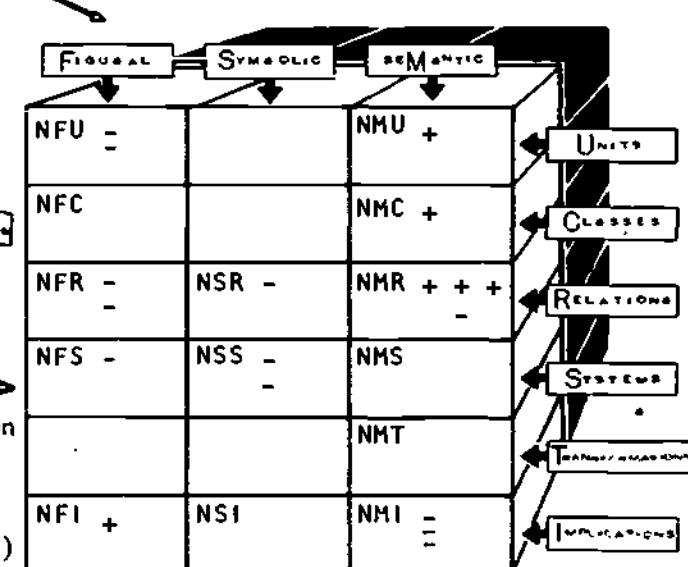 FIGURAL SYMBOLIC SEMANTIC
NFU - - NMU + UNITS
NFC NMC + CLASSES
NFR - - NSR - NMR + + + - RELATIONS
NFS - NSS - - NMS SYSTEMS
n NMT TRANSFORMATIONS
NFI + NSI NMI - - - IMPLICATIONS
)